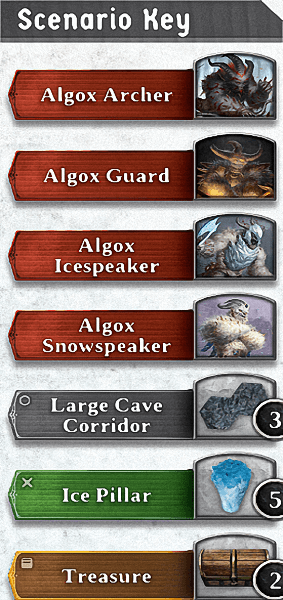 Scenario Key
Algox Archer
Algox Guard
Algox
Icespeaker
Algox
Snowspeaker
Large Cave
Corridor
3
Ice Pillar
5
Treasure
2